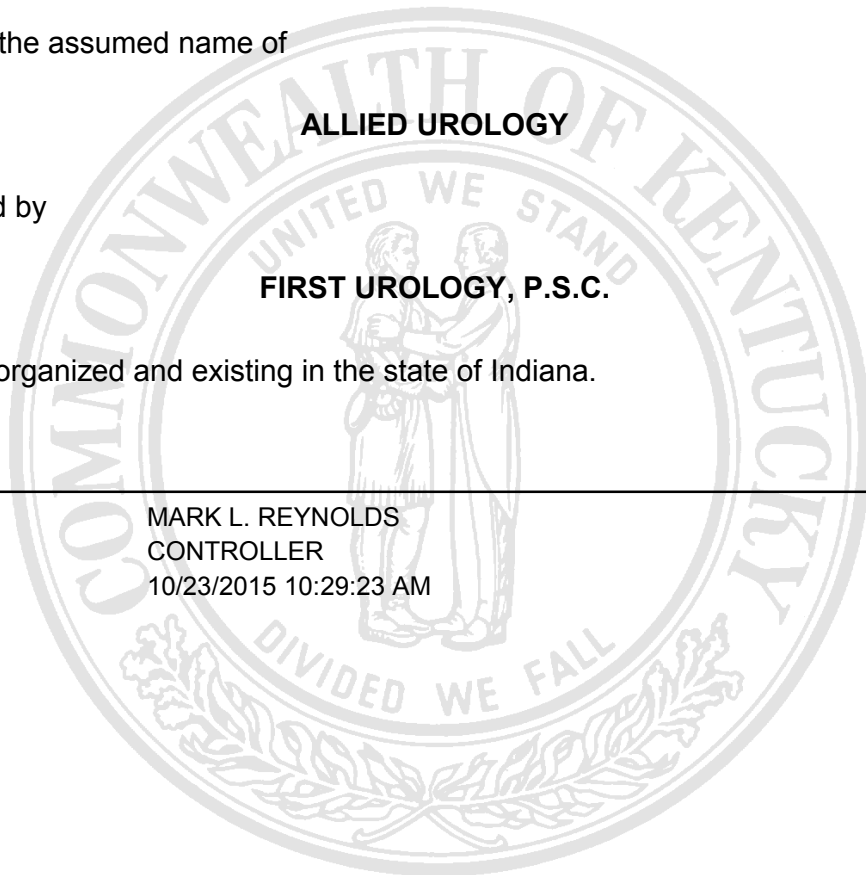 the assumed name of
ALLIED UROLOGY
d by
FIRST UROLOGY, P.S.C.
organized and existing in the state of Indiana.
MARK L. REYNOLDS
CONTROLLER
10/23/2015 10:29:23 AM
COMMONWEALTH OF KENTUCKY
UNITED WE STAND
DIVIDED WE FALL